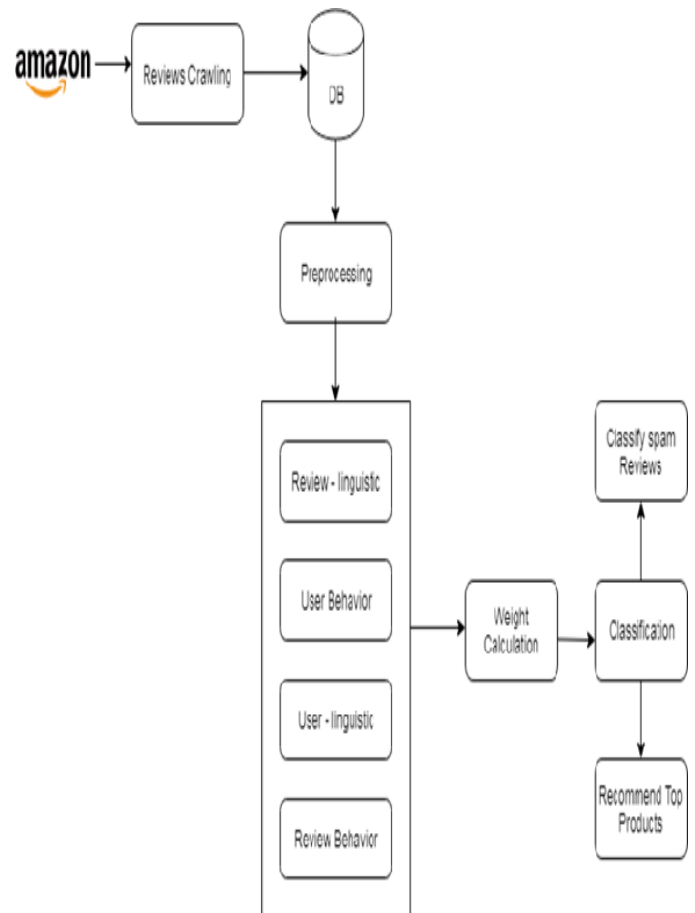 amazon
Reviews Crawling
DB
Preprocessing
Review - linguistic
User Behavior
User - linguistic
Review Behavior
Weight
Calculation
Classification
Classify spam
Reviews
Recommend Top
Products